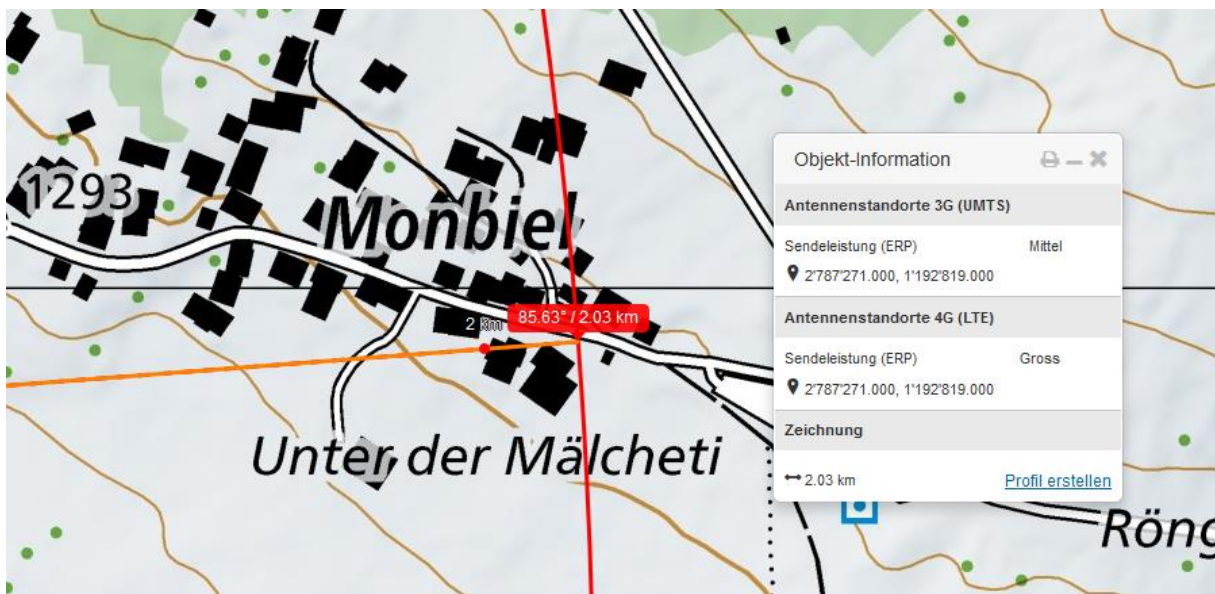 1293
Monbiel
2 km
85.63° / 2.03 km
Unter der Mälcheti
Röng
Objekt-Information
Antennenstandorte 3G (UMTS)
Sendeleistung (ERP) Mittel
2'787'271.000, 1'192'819.000
Antennenstandorte 4G (LTE)
Sendeleistung (ERP) Gross
2'787'271.000, 1'192'819.000
Zeichnung
2.03 km Profil erstellen